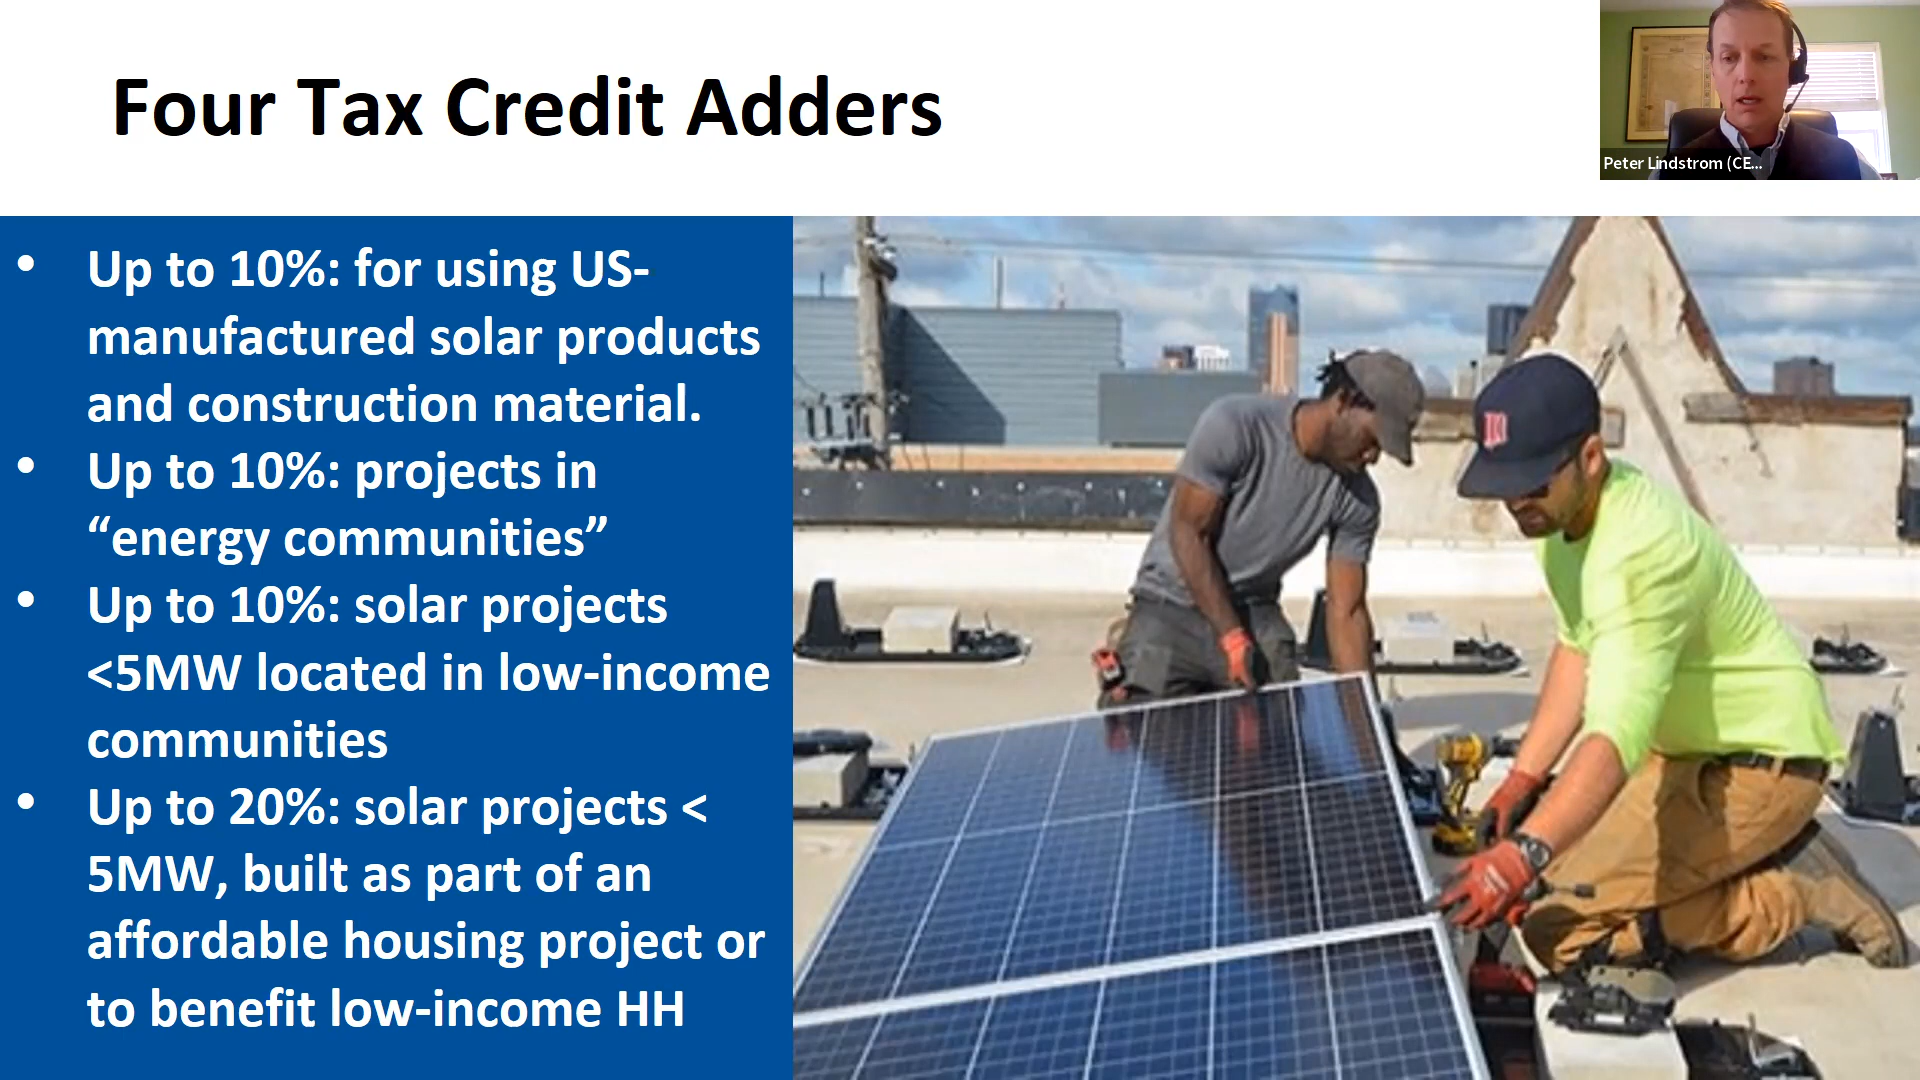 Four Tax Credit Adders
Peter Lindstrom (CE...
• Up to 10%: for using US-
manufactured solar products
and construction material.
• Up to 10%: projects in
“energy communities”
• Up to 10%: solar projects
<5MW located in low-income
communities
• Up to 20%: solar projects <
5MW, built as part of an
affordable housing project or
to benefit low-income HH